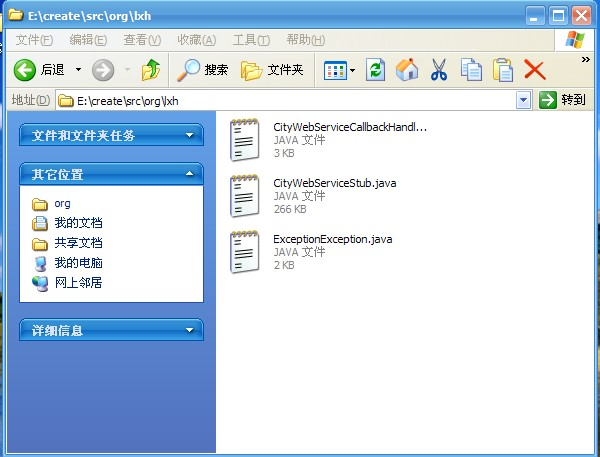 E:\create\src\org\lxh
文件(F) 编辑(E) 查看(V) 收藏(A) 工具(T) 帮助(H)
后退 搜索 文件夹
地址(D) E:\create\src\org\lxh 转到
文件和文件夹任务
其它位置
org
我的文档
共享文档
我的电脑
网上邻居
详细信息
CityWebServiceCallbackHandl...
JAVA 文件
3 KB
CityWebServiceStub.java
JAVA 文件
266 KB
ExceptionException.java
JAVA 文件
2 KB